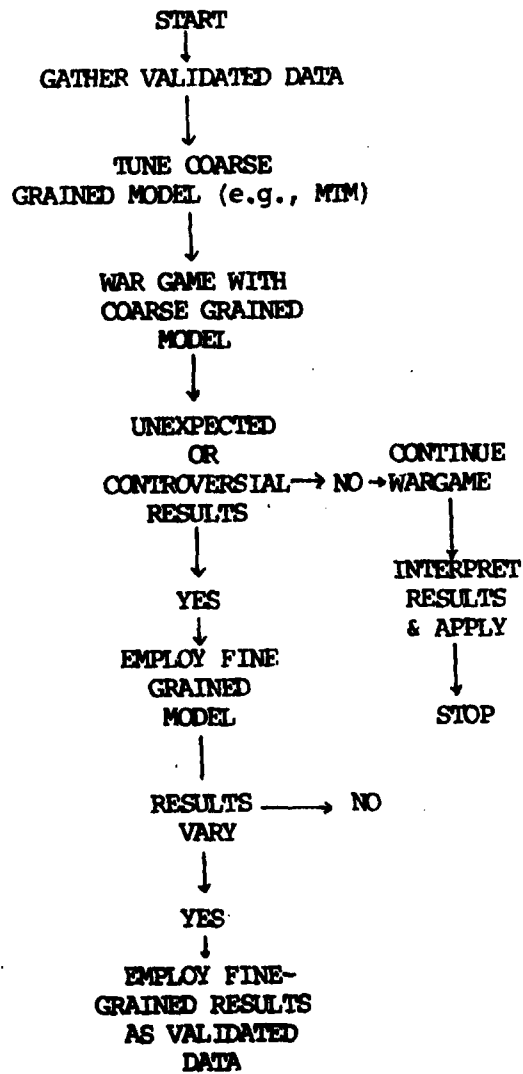 START
GATHER VALIDATED DATA
TUNE COARSE
GRAINED MODEL (e.g., MTM)
WAR GAME WITH
COARSE GRAINED
MODEL
UNEXPECTED
OR
CONTROVERSIAL
RESULTS
NO
CONTINUE
WARGAME
INTERPRET
RESULTS
& APPLY
STOP
YES
EMPLOY FINE
GRAINED
MODEL
RESULTS
VARY
NO
YES
EMPLOY FINE-
GRAINED RESULTS
AS VALIDATED
DATA